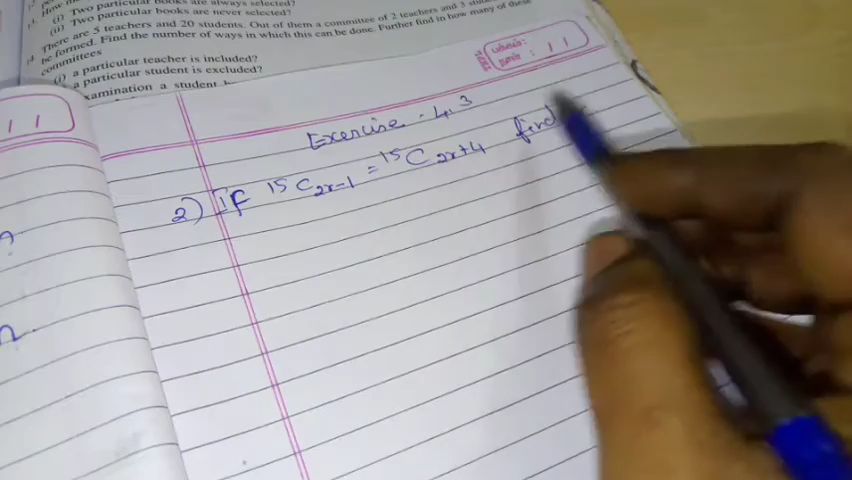 (i) Two particular books are always selected?
(ii) Two particular books are never selected?
There are 5 teachers and 20 students. Out of them a committee of 2 teachers and 3
be formed. Find the number of ways in which this can be done. Further find in how many of these
committees
(i) a particular teacher is included?
a particular student is excluded?
examination a student
Exercise - 4.3
2) If 15C2x-1 = 15C2x+4 find